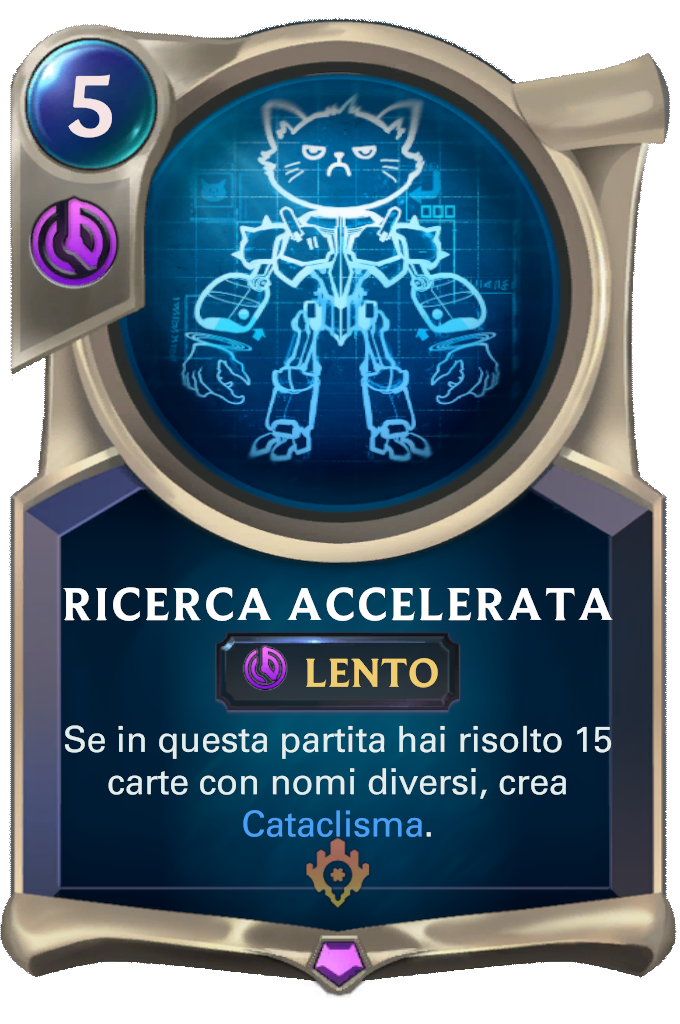 5
RICERCA ACCELERATA
LENTO
Se in questa partita hai risolto 15
carte con nomi diversi, crea
Cataclisma.